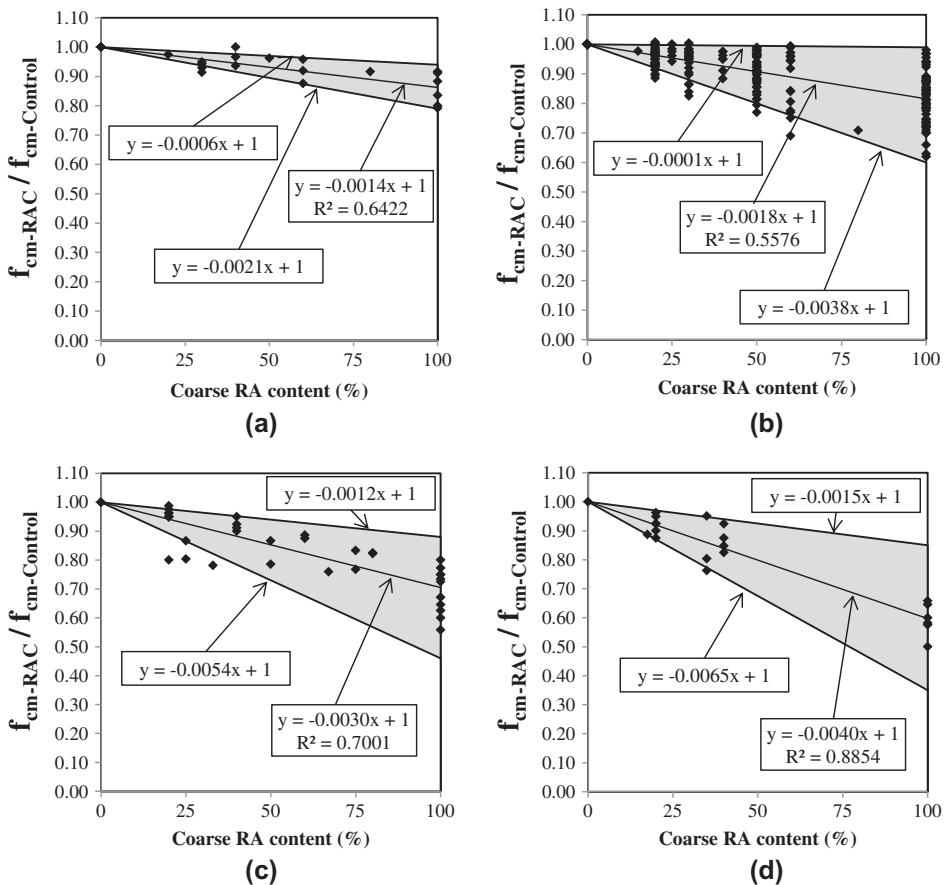 1.10
1.00
0.90
0.80
0.70
0.60
0.50
0.40
0.30
0.20
0.10
0.00
f cm-RAC / f cm-Control
y = -0.0006x + 1
y = -0.0014x + 1
R² = 0.6422
y = -0.0021x + 1
0 25 50 75 100
Coarse RA content (%)
(a)
1.10
1.00
0.90
0.80
0.70
0.60
0.50
0.40
0.30
0.20
0.10
0.00
f cm-RAC / f cm-Control
y = -0.0001x + 1
y = -0.0018x + 1
R² = 0.5576
y = -0.0038x + 1
0 25 50 75 100
Coarse RA content (%)
(b)
1.10
1.00
0.90
0.80
0.70
0.60
0.50
0.40
0.30
0.20
0.10
0.00
f cm-RAC / f cm-Control
y = -0.0012x + 1
y = -0.0054x + 1
y = -0.0030x + 1
R² = 0.7001
0 25 50 75 100
Coarse RA content (%)
(c)
1.10
1.00
0.90
0.80
0.70
0.60
0.50
0.40
0.30
0.20
0.10
0.00
f cm-RAC / f cm-Control
y = -0.0015x + 1
y = -0.0065x + 1
y = -0.0040x + 1
R² = 0.8854
0 25 50 75 100
Coarse RA content (%)
(d)